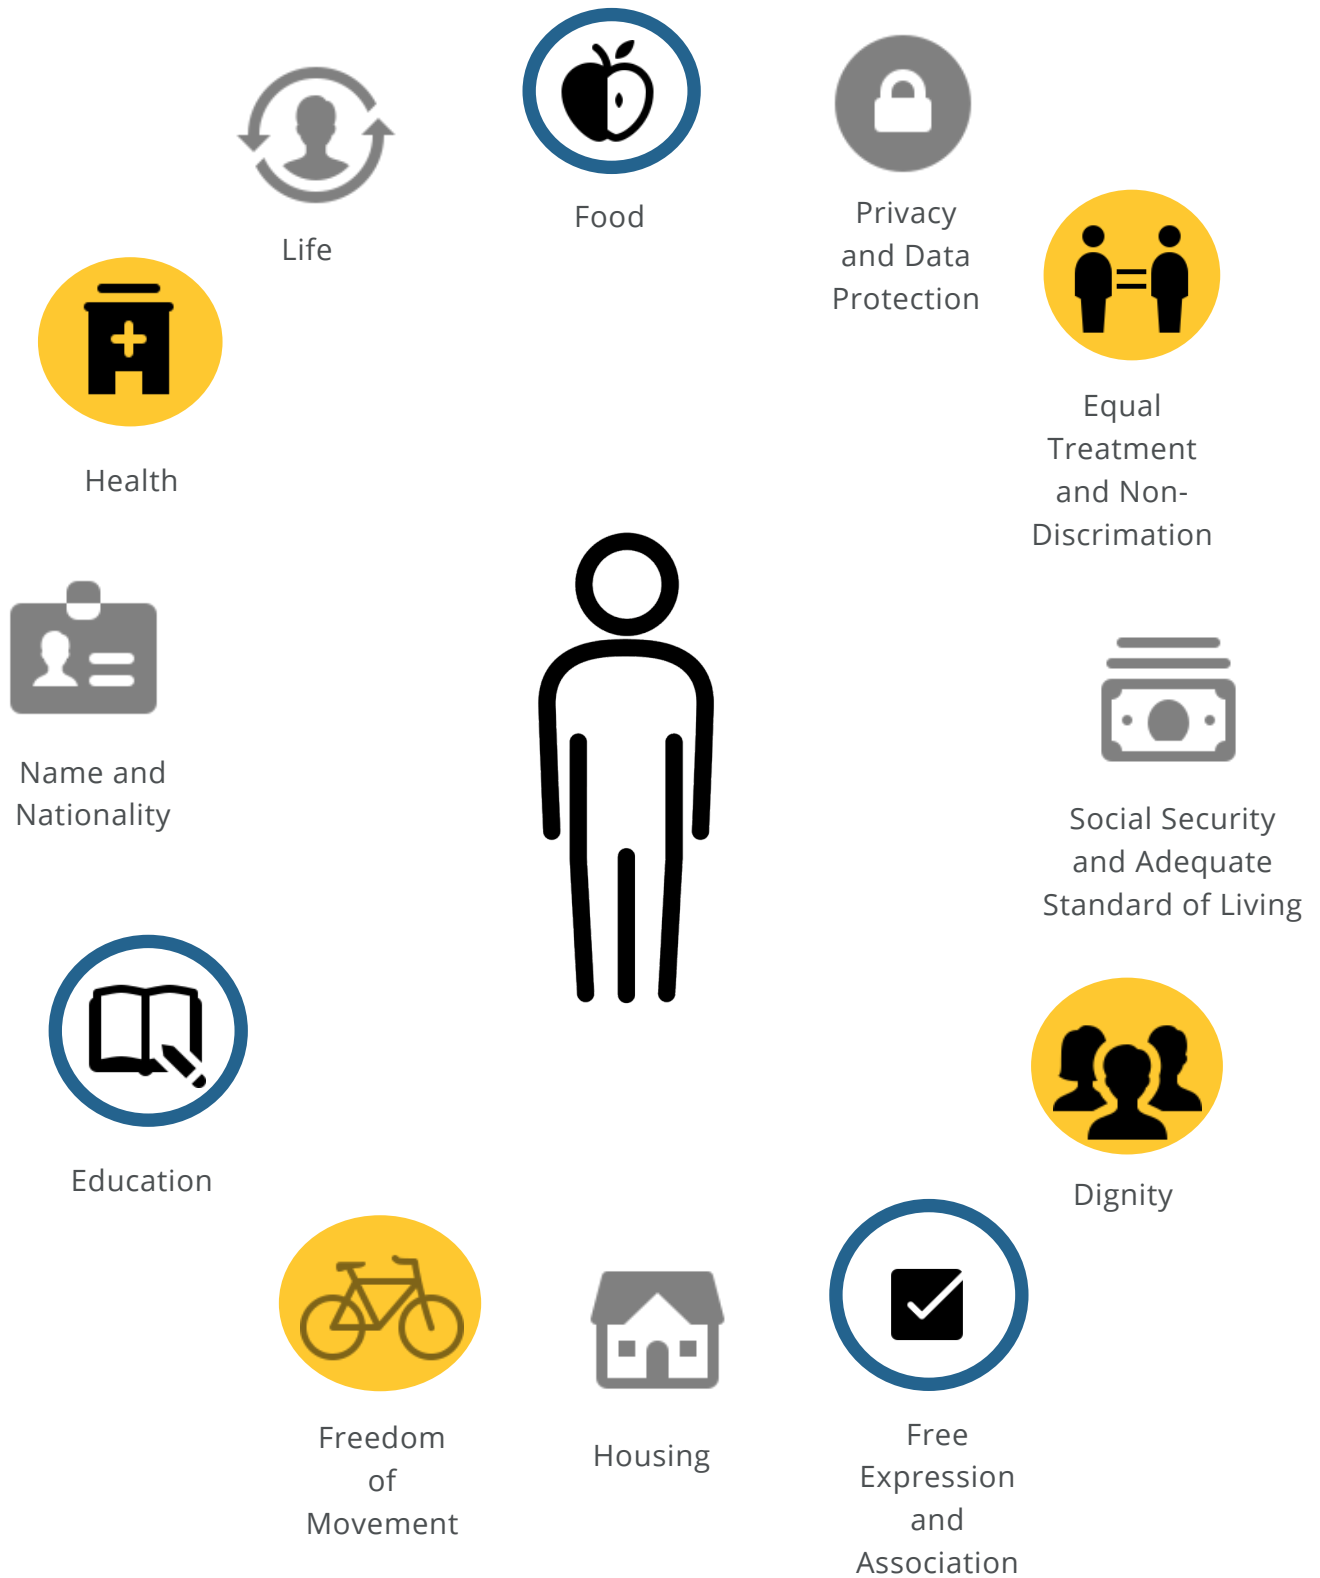 Food
Privacy
and Data
Protection
Life
Equal
Treatment
and Non-
Discrimation
Health
Name and
Nationality
Social Security
and Adequate
Standard of Living
Education
Dignity
Freedom
of
Movement
Housing
Free
Expression
and
Association